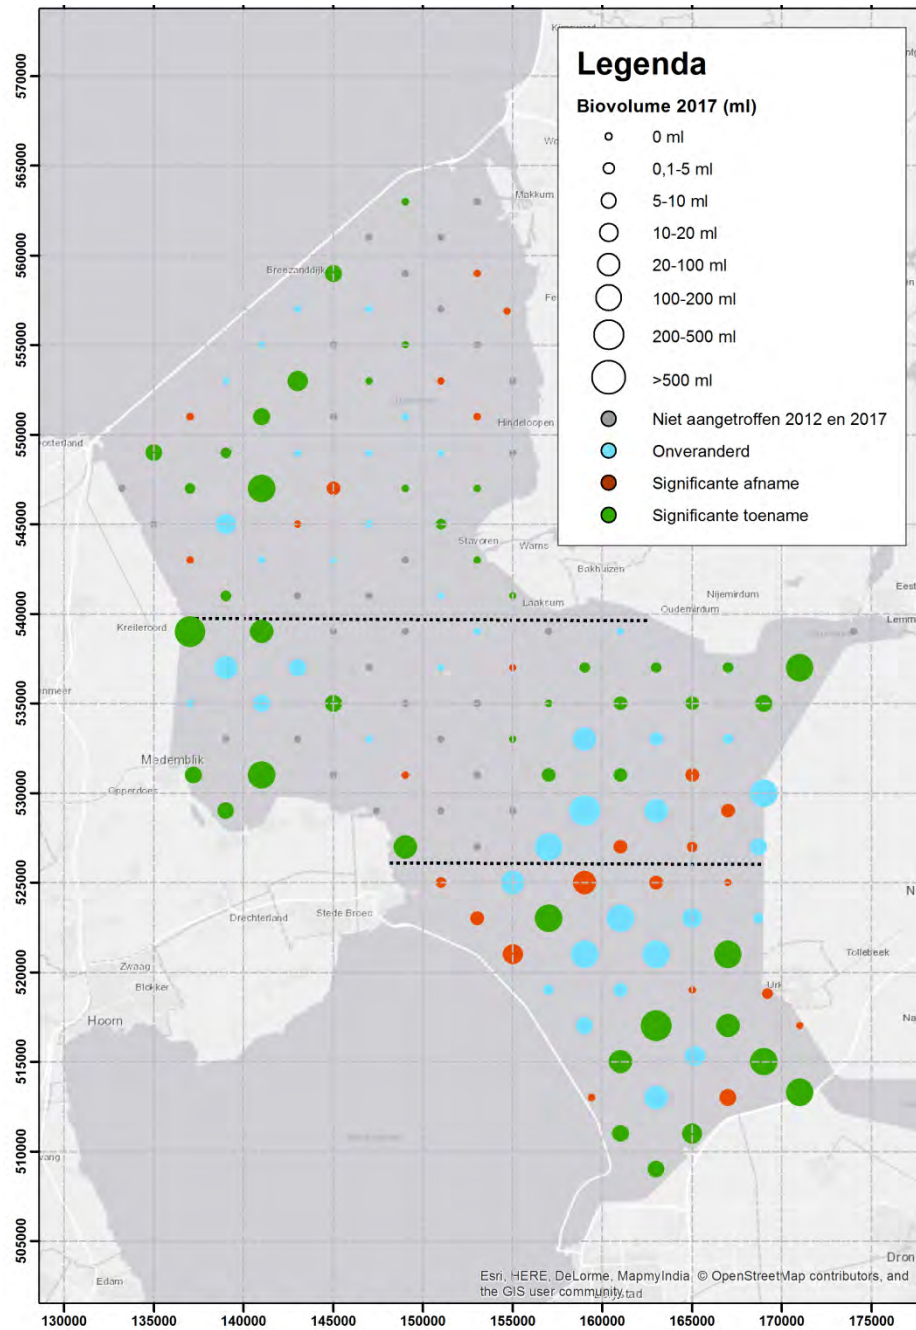 Legenda
Biovolume 2017 (ml)
0 ml
0,1-5 ml
5-10 ml
10-20 ml
20-100 ml
100-200 ml
200-500 ml
>500 ml
Niet aangetroffen 2012 en 2017
Onveranderd
Significante afname
Significante toename
570000
565000
560000
555000
550000
545000
540000
535000
530000
525000
520000
515000
510000
505000
Makkum
Breezanddijk
Hindeloopen
Stavoren
Warns
Bakhuizen
Nijemirdum
Laaksum
Oudemirdum
Lemm
Kreileroord
Medemblik
Opperdoes
Drechterland
Stede Broec
Zwaag
Blokker
Hoorn
Tollebeek
Urk
Edam
Dron
Esri, HERE, DeLorme, MapmyIndia, © OpenStreetMap contributors, and
the GIS user community
130000 135000 140000 145000 150000 155000 160000 165000 170000 175000